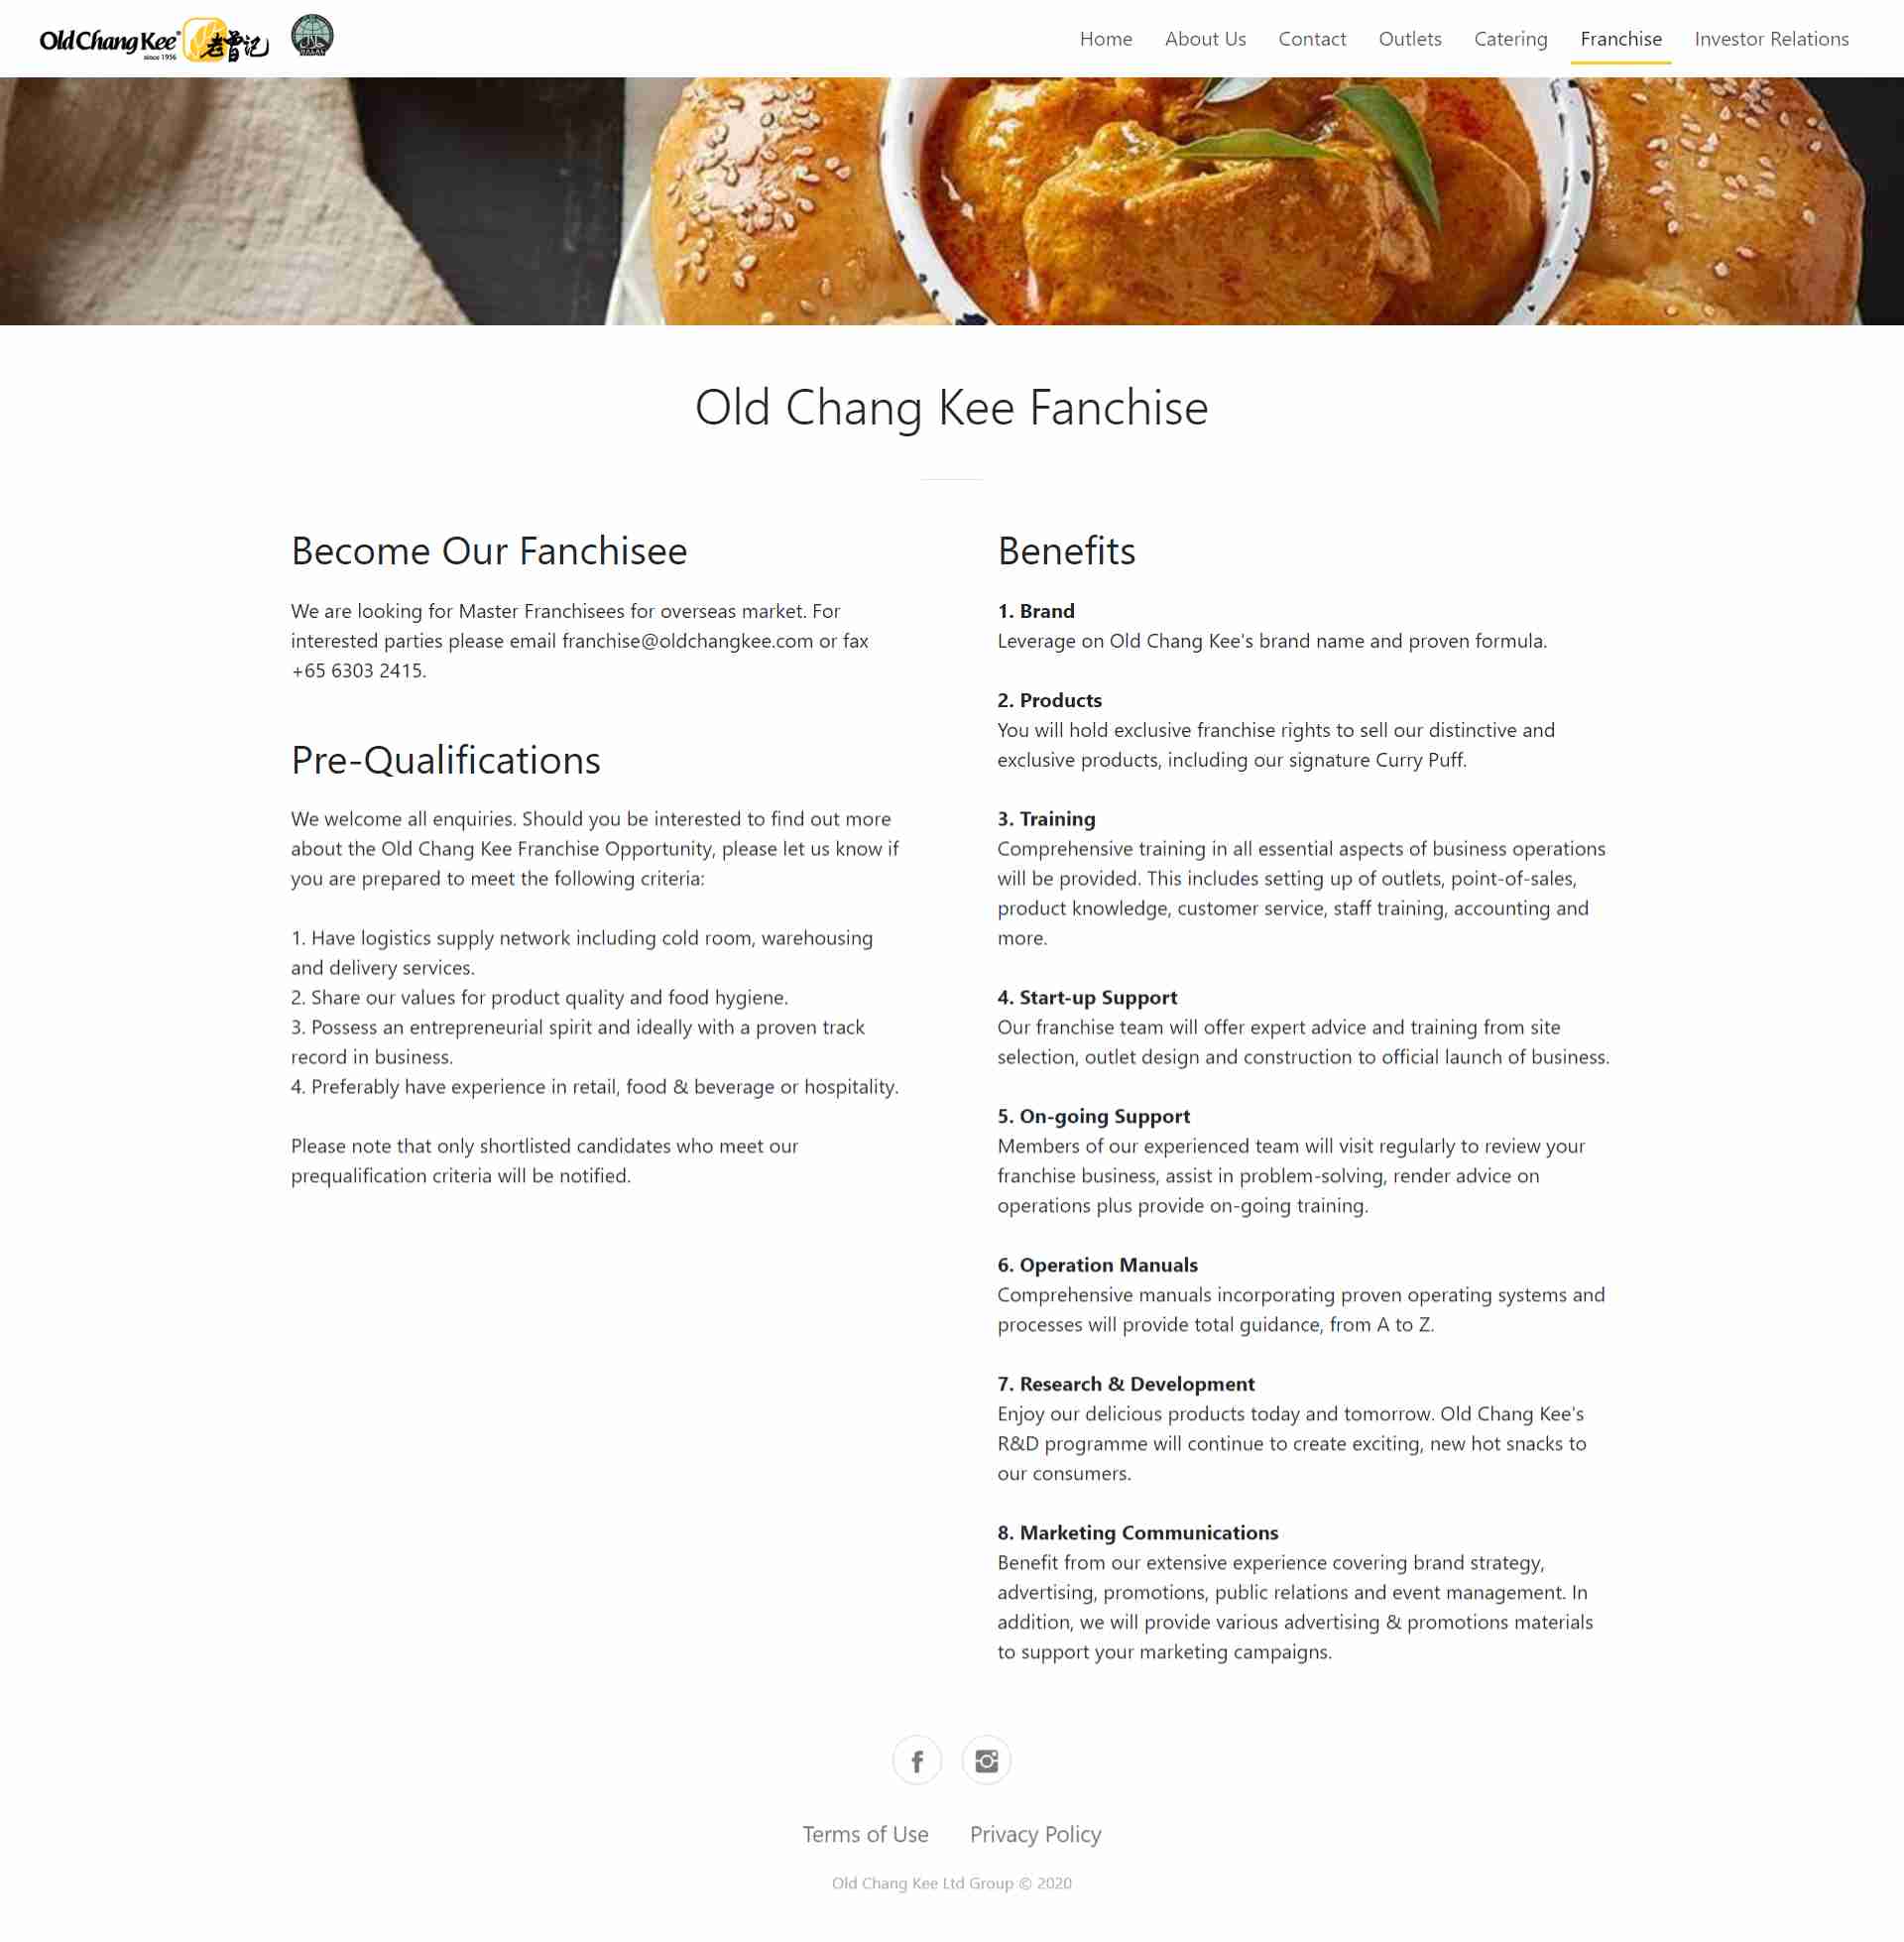 Old Chang Kee
since 1956
老曾记
HALAL
Home
About Us
Contact
Outlets
Catering
Franchise
Investor Relations
Old Chang Kee Fanchise
Become Our Fanchisee
We are looking for Master Franchisees for overseas market. For
interested parties please email franchise@oldchangkee.com or fax
+65 6303 2415.
Pre-Qualifications
We welcome all enquiries. Should you be interested to find out more
about the Old Chang Kee Franchise Opportunity, please let us know if
you are prepared to meet the following criteria:
1. Have logistics supply network including cold room, warehousing
and delivery services.
2. Share our values for product quality and food hygiene.
3. Possess an entrepreneurial spirit and ideally with a proven track
record in business.
4. Preferably have experience in retail, food & beverage or hospitality.
Please note that only shortlisted candidates who meet our
prequalification criteria will be notified.
Benefits
1. Brand
Leverage on Old Chang Kee's brand name and proven formula.
2. Products
You will hold exclusive franchise rights to sell our distinctive and
exclusive products, including our signature Curry Puff.
3. Training
Comprehensive training in all essential aspects of business operations
will be provided. This includes setting up of outlets, point-of-sales,
product knowledge, customer service, staff training, accounting and
more.
4. Start-up Support
Our franchise team will offer expert advice and training from site
selection, outlet design and construction to official launch of business.
5. On-going Support
Members of our experienced team will visit regularly to review your
franchise business, assist in problem-solving, render advice on
operations plus provide on-going training.
6. Operation Manuals
Comprehensive manuals incorporating proven operating systems and
processes will provide total guidance, from A to Z.
7. Research & Development
Enjoy our delicious products today and tomorrow. Old Chang Kee's
R&D programme will continue to create exciting, new hot snacks to
our consumers.
8. Marketing Communications
Benefit from our extensive experience covering brand strategy,
advertising, promotions, public relations and event management. In
addition, we will provide various advertising & promotions materials
to support your marketing campaigns.
Terms of Use
Privacy Policy
Old Chang Kee Ltd Group © 2020